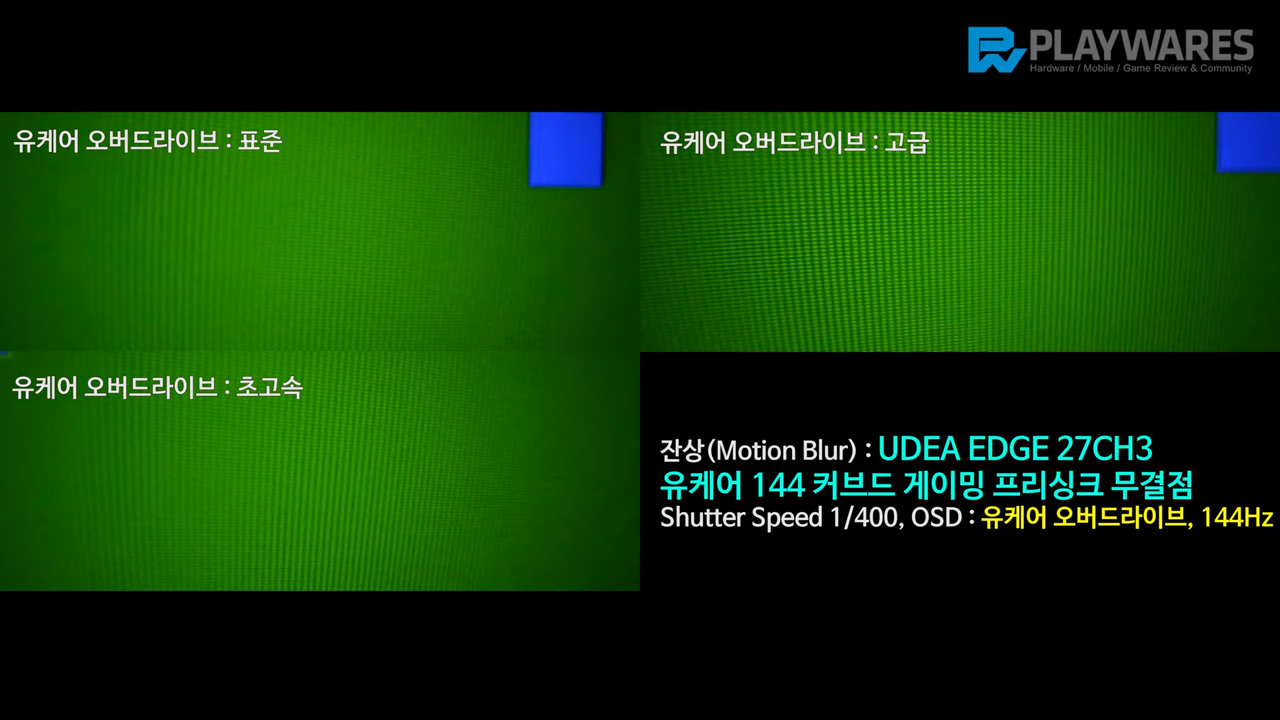 PLAYWARES
Hardware / Mobile / Game Review & Community
유케어 오버드라이브 : 표준
유케어 오버드라이브 : 고급
유케어 오버드라이브 : 초고속
잔상(Motion Blur) : UDEA EDGE 27CH3
유케어 144 커브드 게이밍 프리싱크 무결점
Shutter Speed 1/400, OSD : 유케어 오버드라이브, 144Hz